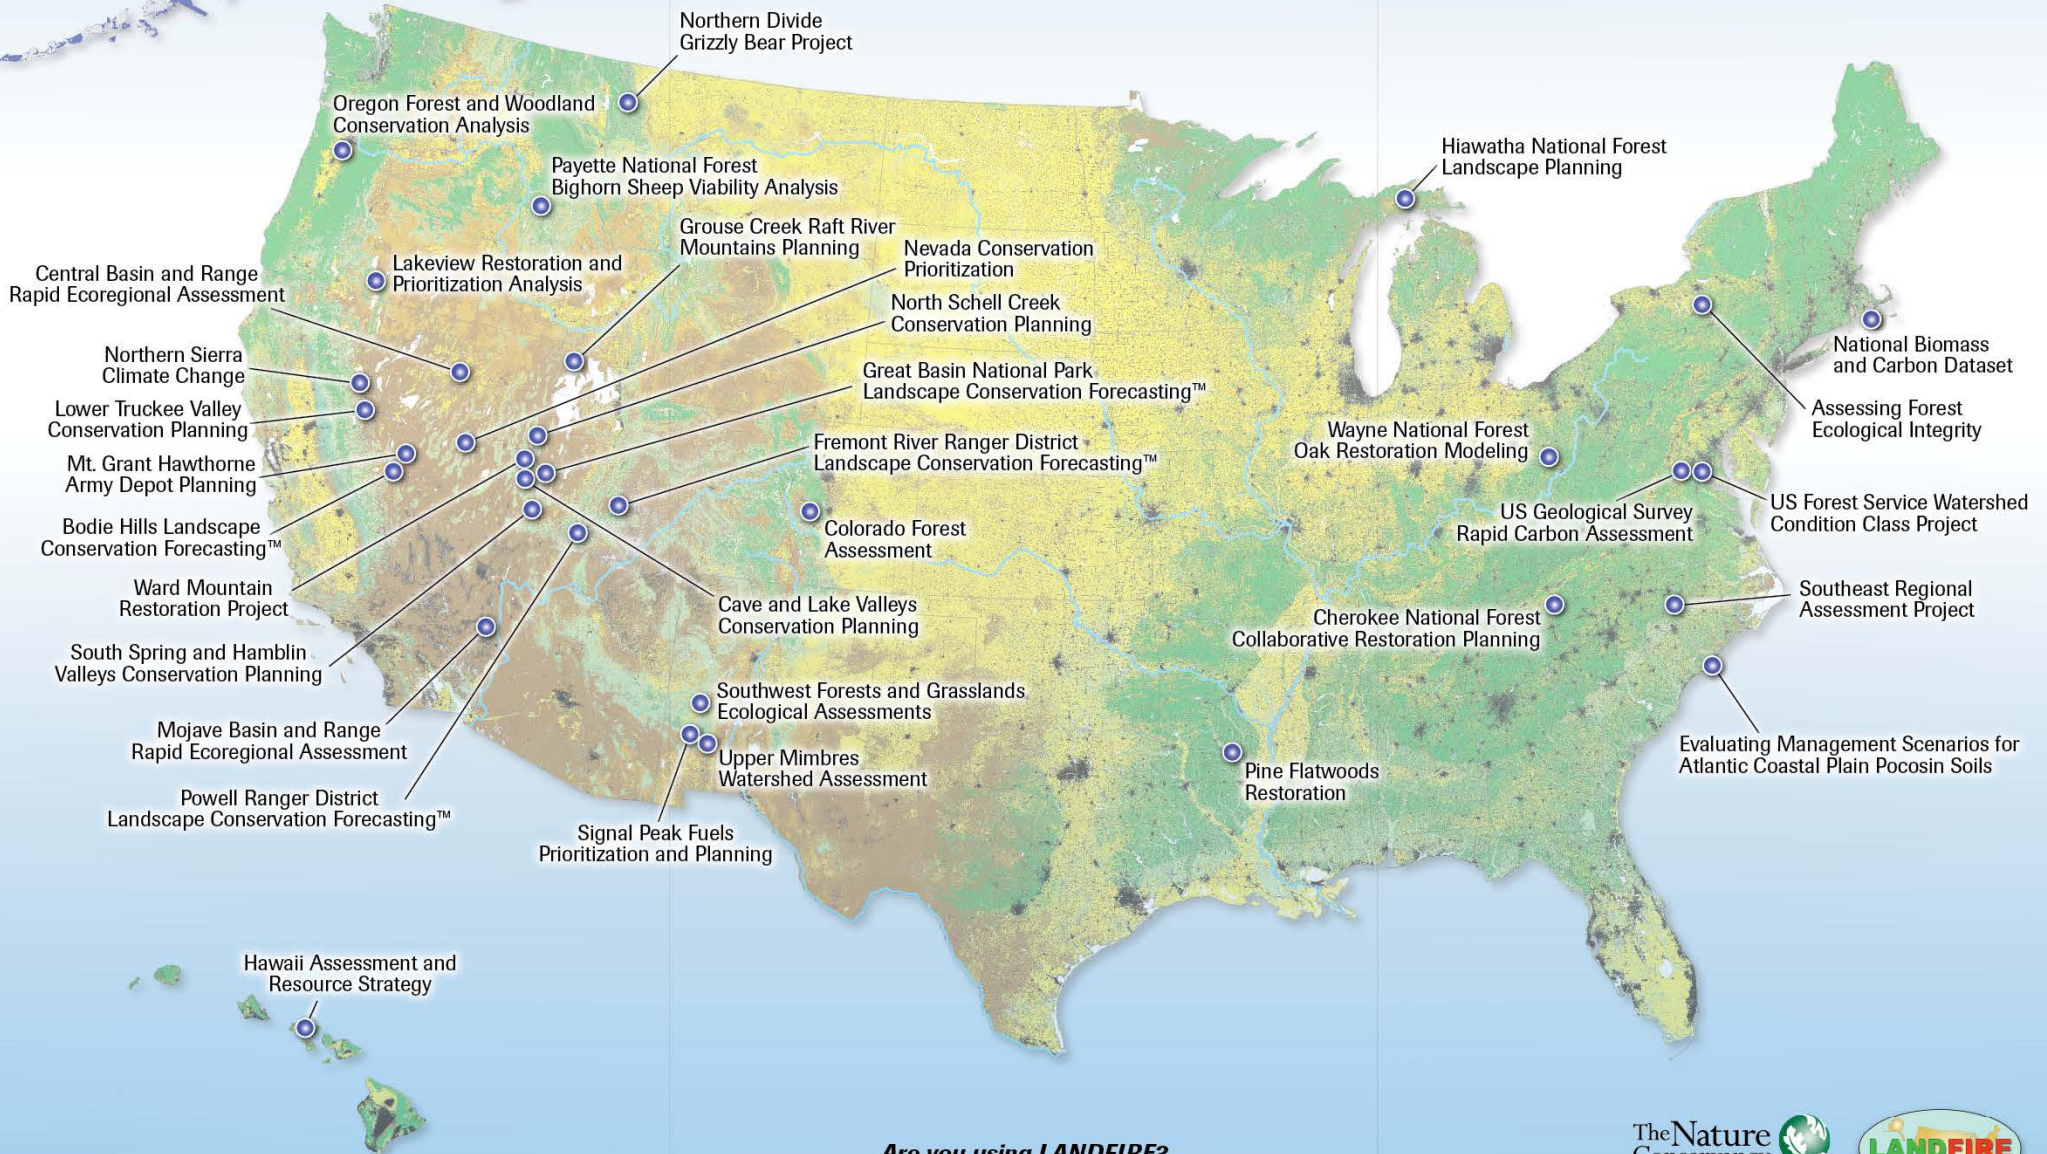 Northern Divide
Grizzly Bear Project
Oregon Forest and Woodland
Conservation Analysis
Payette National Forest
Bighorn Sheep Viability Analysis
Hiawatha National Forest
Landscape Planning
Grouse Creek Raft River
Mountains Planning
Nevada Conservation
Prioritization
Lakeview Restoration and
Prioritization Analysis
Central Basin and Range
Rapid Ecoregional Assessment
North Schell Creek
Conservation Planning
Northern Sierra
Climate Change
National Biomass
and Carbon Dataset
Great Basin National Park
Landscape Conservation Forecasting™
Lower Truckee Valley
Conservation Planning
Assessing Forest
Ecological Integrity
Wayne National Forest
Oak Restoration Modeling
Fremont River Ranger District
Landscape Conservation Forecasting™
Mt. Grant Hawthorne
Army Depot Planning
US Forest Service Watershed
Condition Class Project
US Geological Survey
Rapid Carbon Assessment
Bodie Hills Landscape
Conservation Forecasting™
Colorado Forest
Assessment
Ward Mountain
Restoration Project
Southeast Regional
Assessment Project
Cave and Lake Valleys
Conservation Planning
Cherokee National Forest
Collaborative Restoration Planning
South Spring and Hamblin
Valleys Conservation Planning
Southwest Forests and Grasslands
Ecological Assessments
Mojave Basin and Range
Rapid Ecoregional Assessment
Upper Mimbres
Watershed Assessment
Evaluating Management Scenarios for
Atlantic Coastal Plain Pocosin Soils
Pine Flatwoods
Restoration
Powell Ranger District
Landscape Conservation Forecasting™
Signal Peak Fuels
Prioritization and Planning
Hawaii Assessment and
Resource Strategy
Are you using LANDFIRE?
The Nature
Conservancy
LANDFIRE